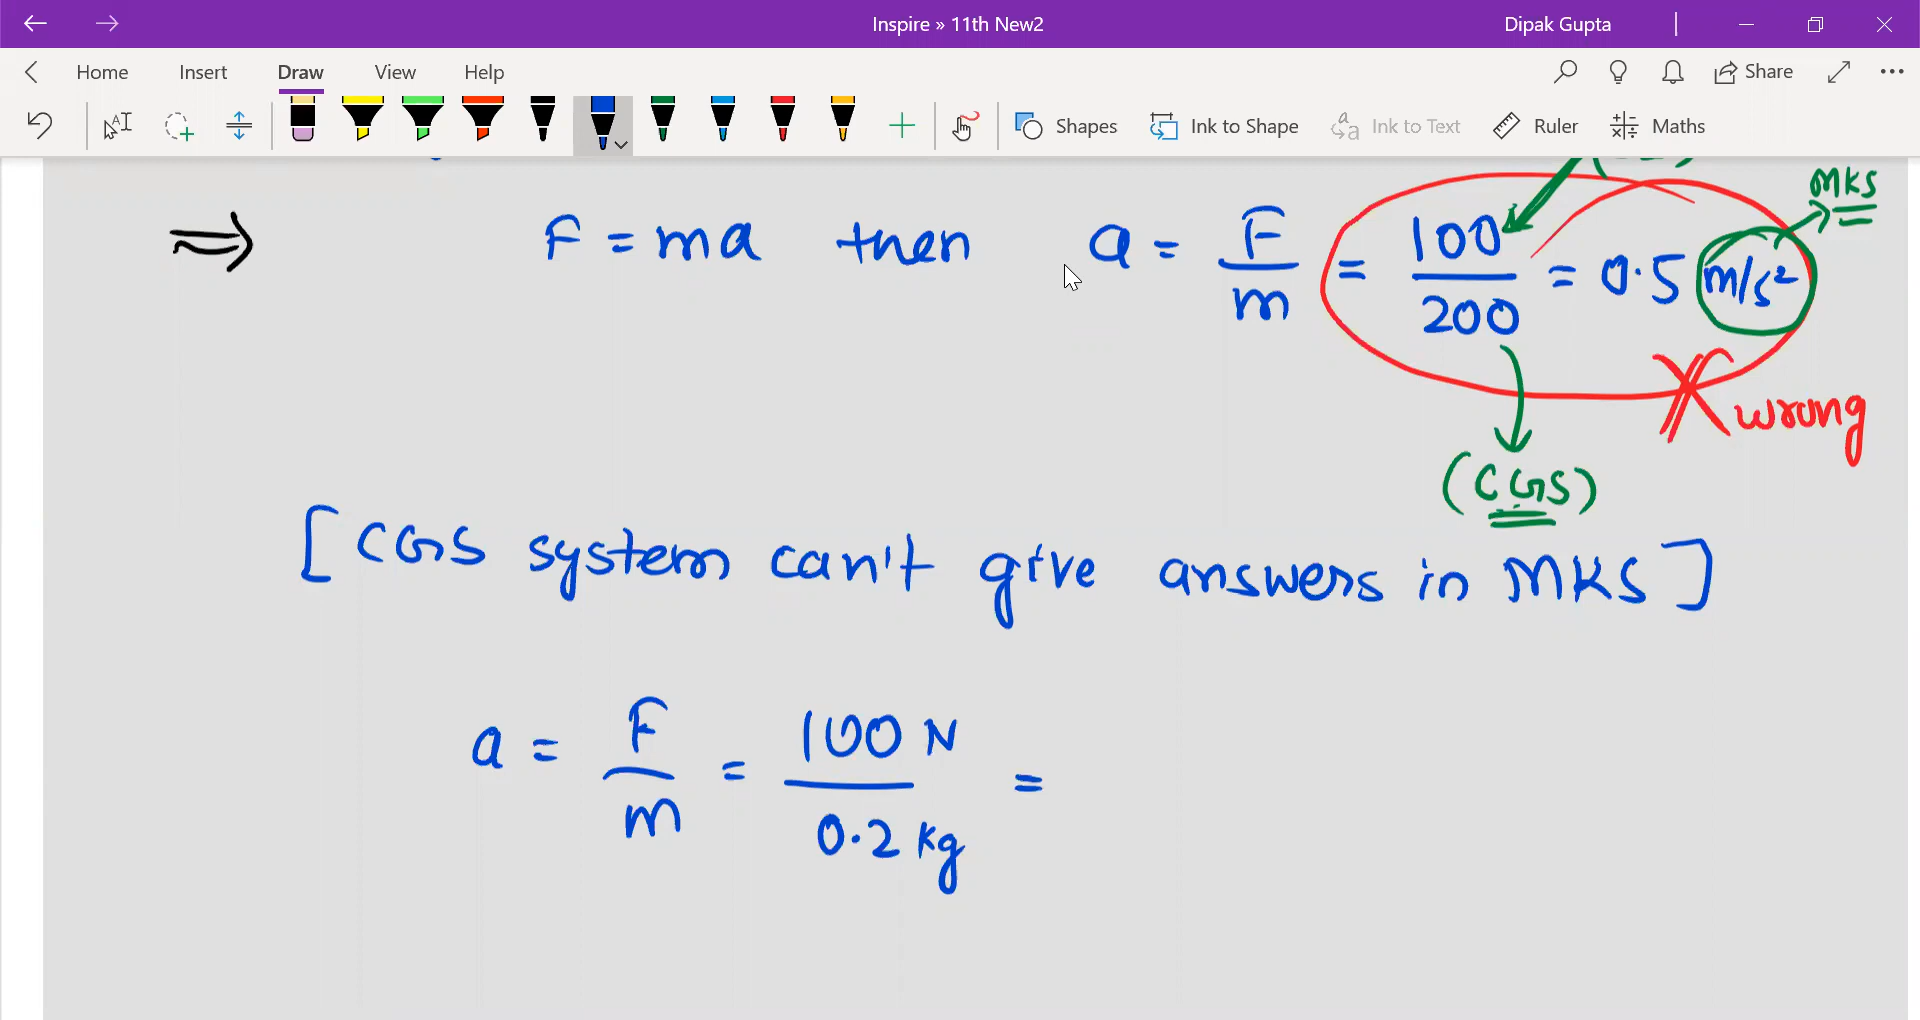 Inspire » 11th New2
Dipak Gupta
Home Insert Draw View Help
Share
Shapes Ink to Shape Ink to Text Ruler Maths
MKS
⇒ F = ma then a = F/m = 100/200 = 0.5 m/s²
wrong
(CGS)
[CGS system can't give answers in MKS]
a = F/m = 100 N/0.2 kg =